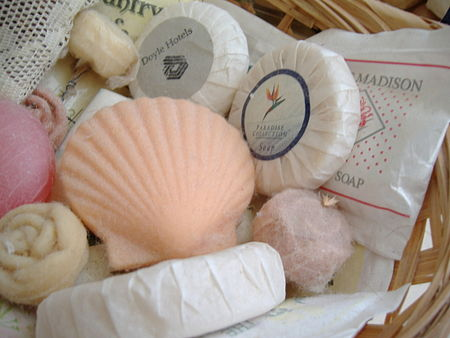 Doyle Hotels
PARADISE
COLLECTION
Soap
MADISON
SOAP